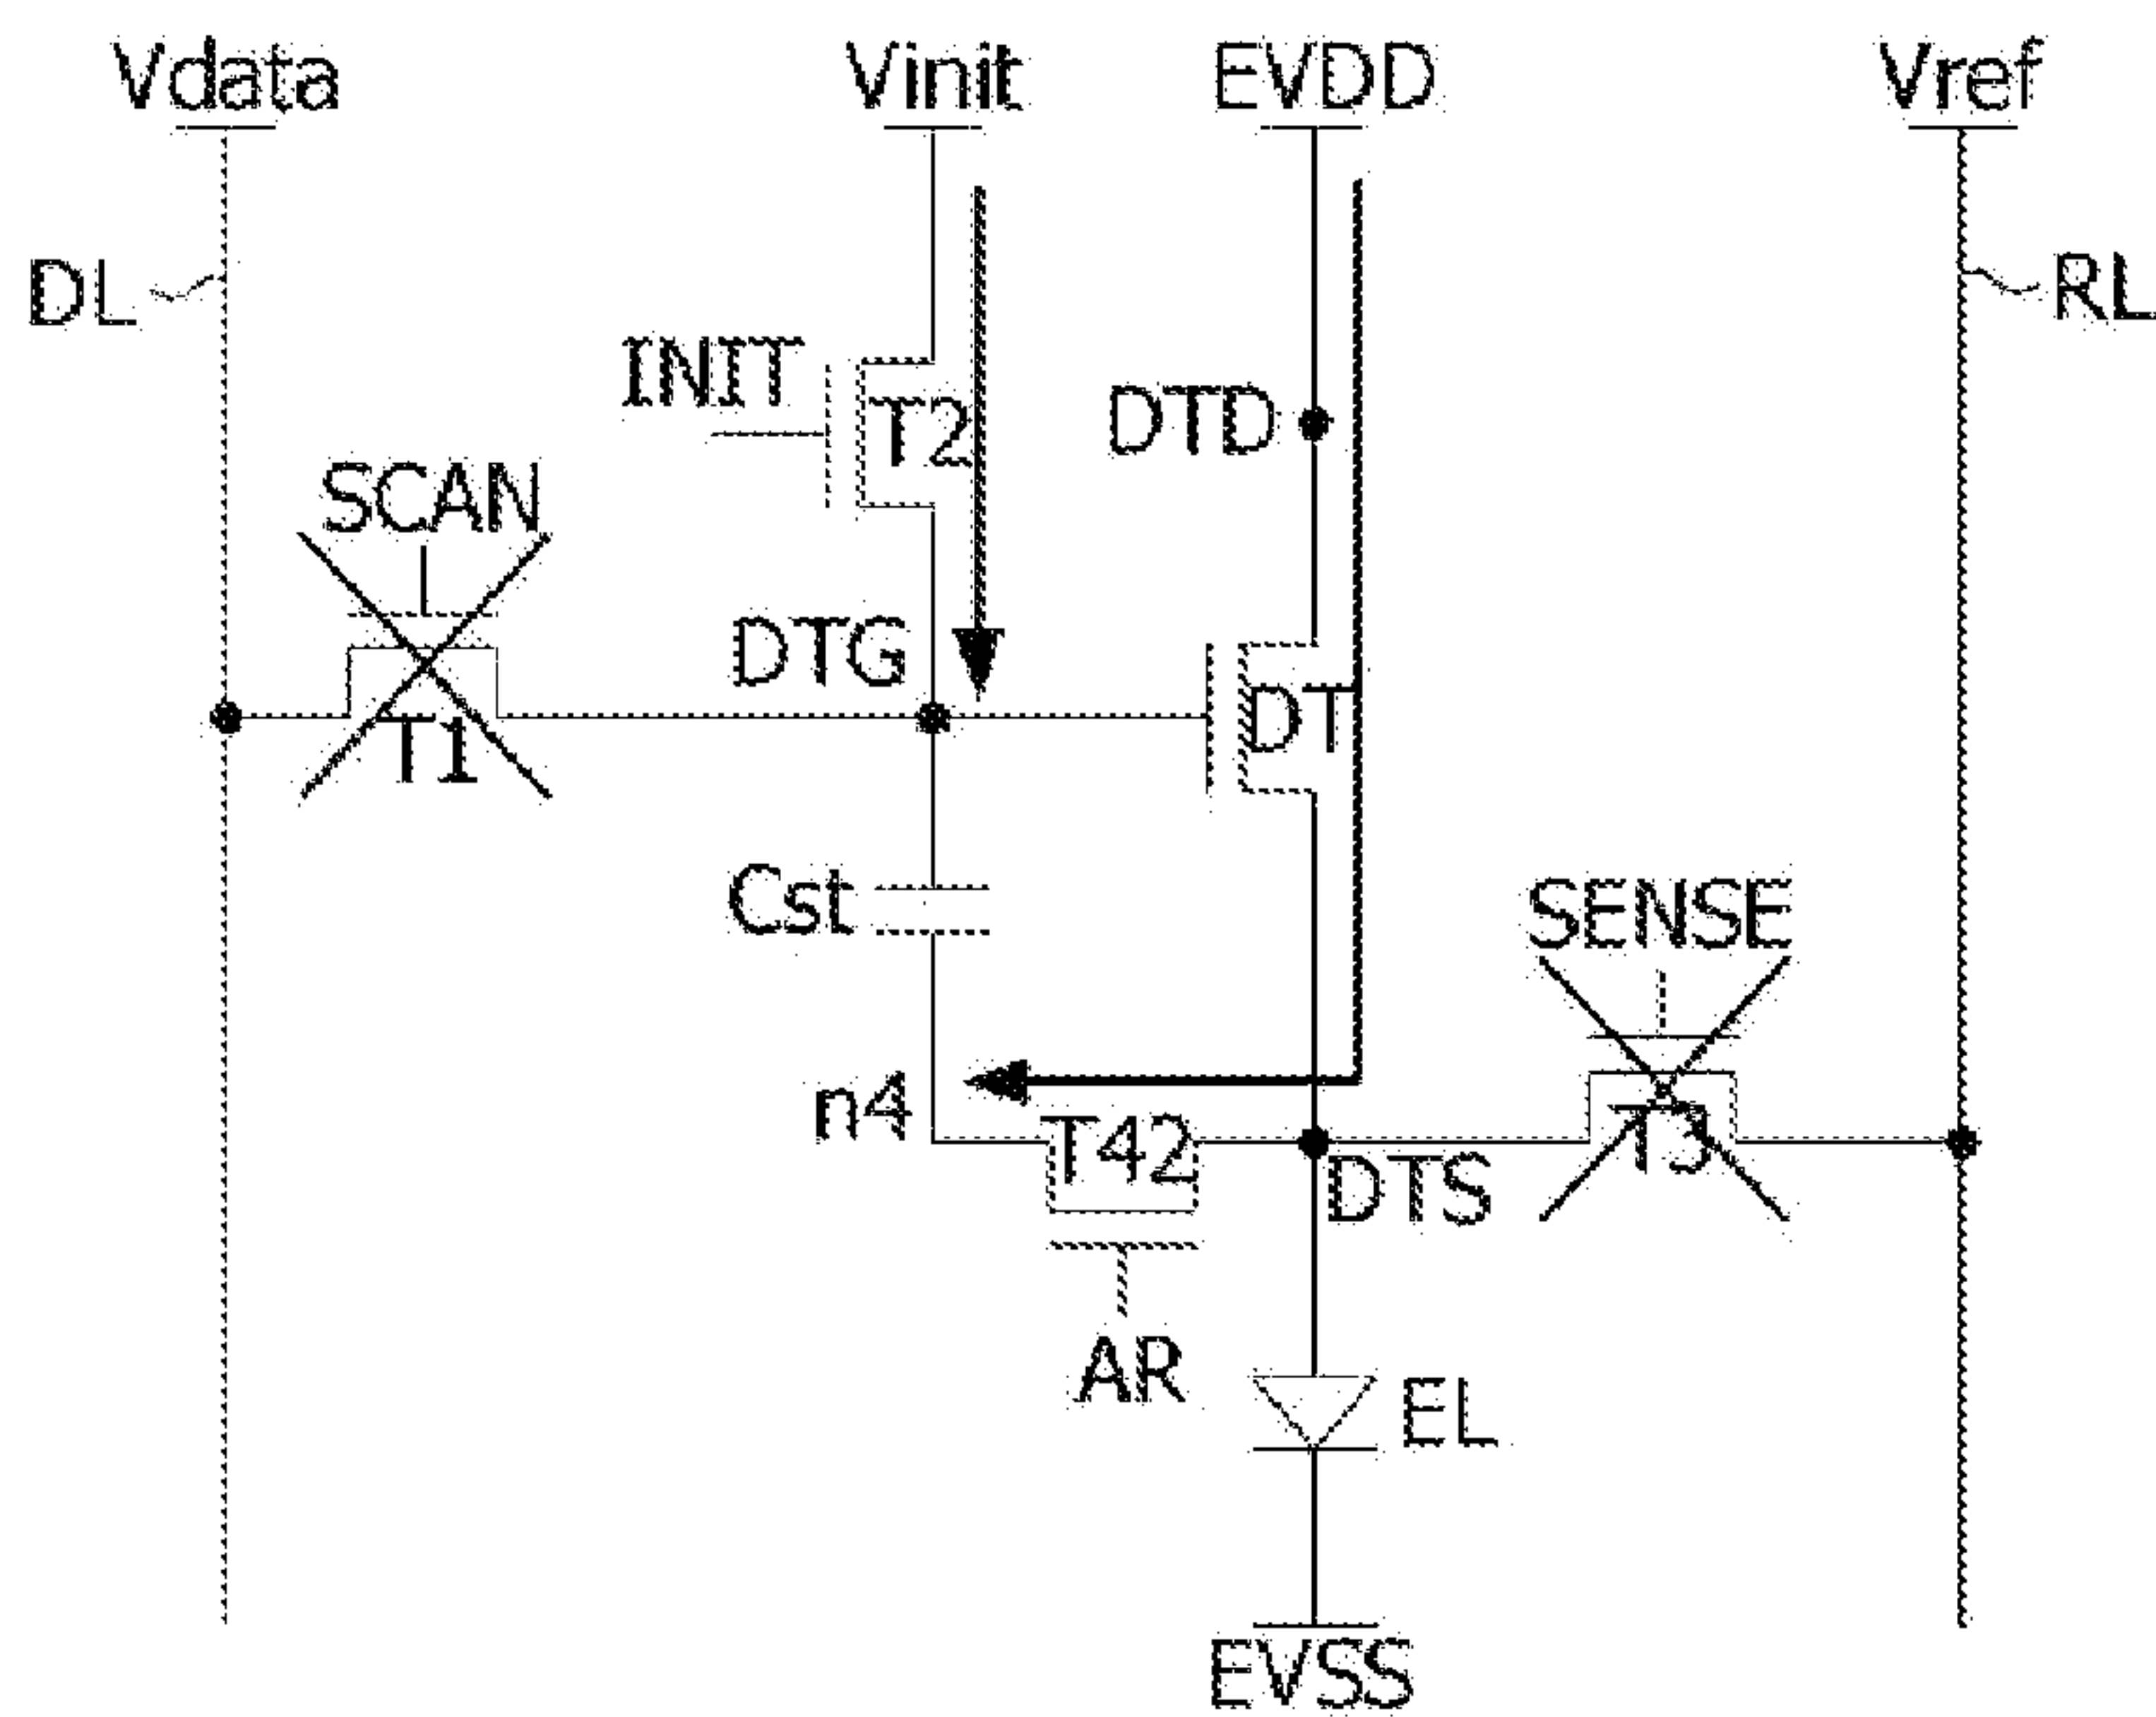 Vdata Vinit EVDD Vref
DL
RL
INIT
T2
DTD
SCAN
DTG
DT
T1
Cst
SENSE
n4
T42
T3
DTS
AR
EL
EVSS